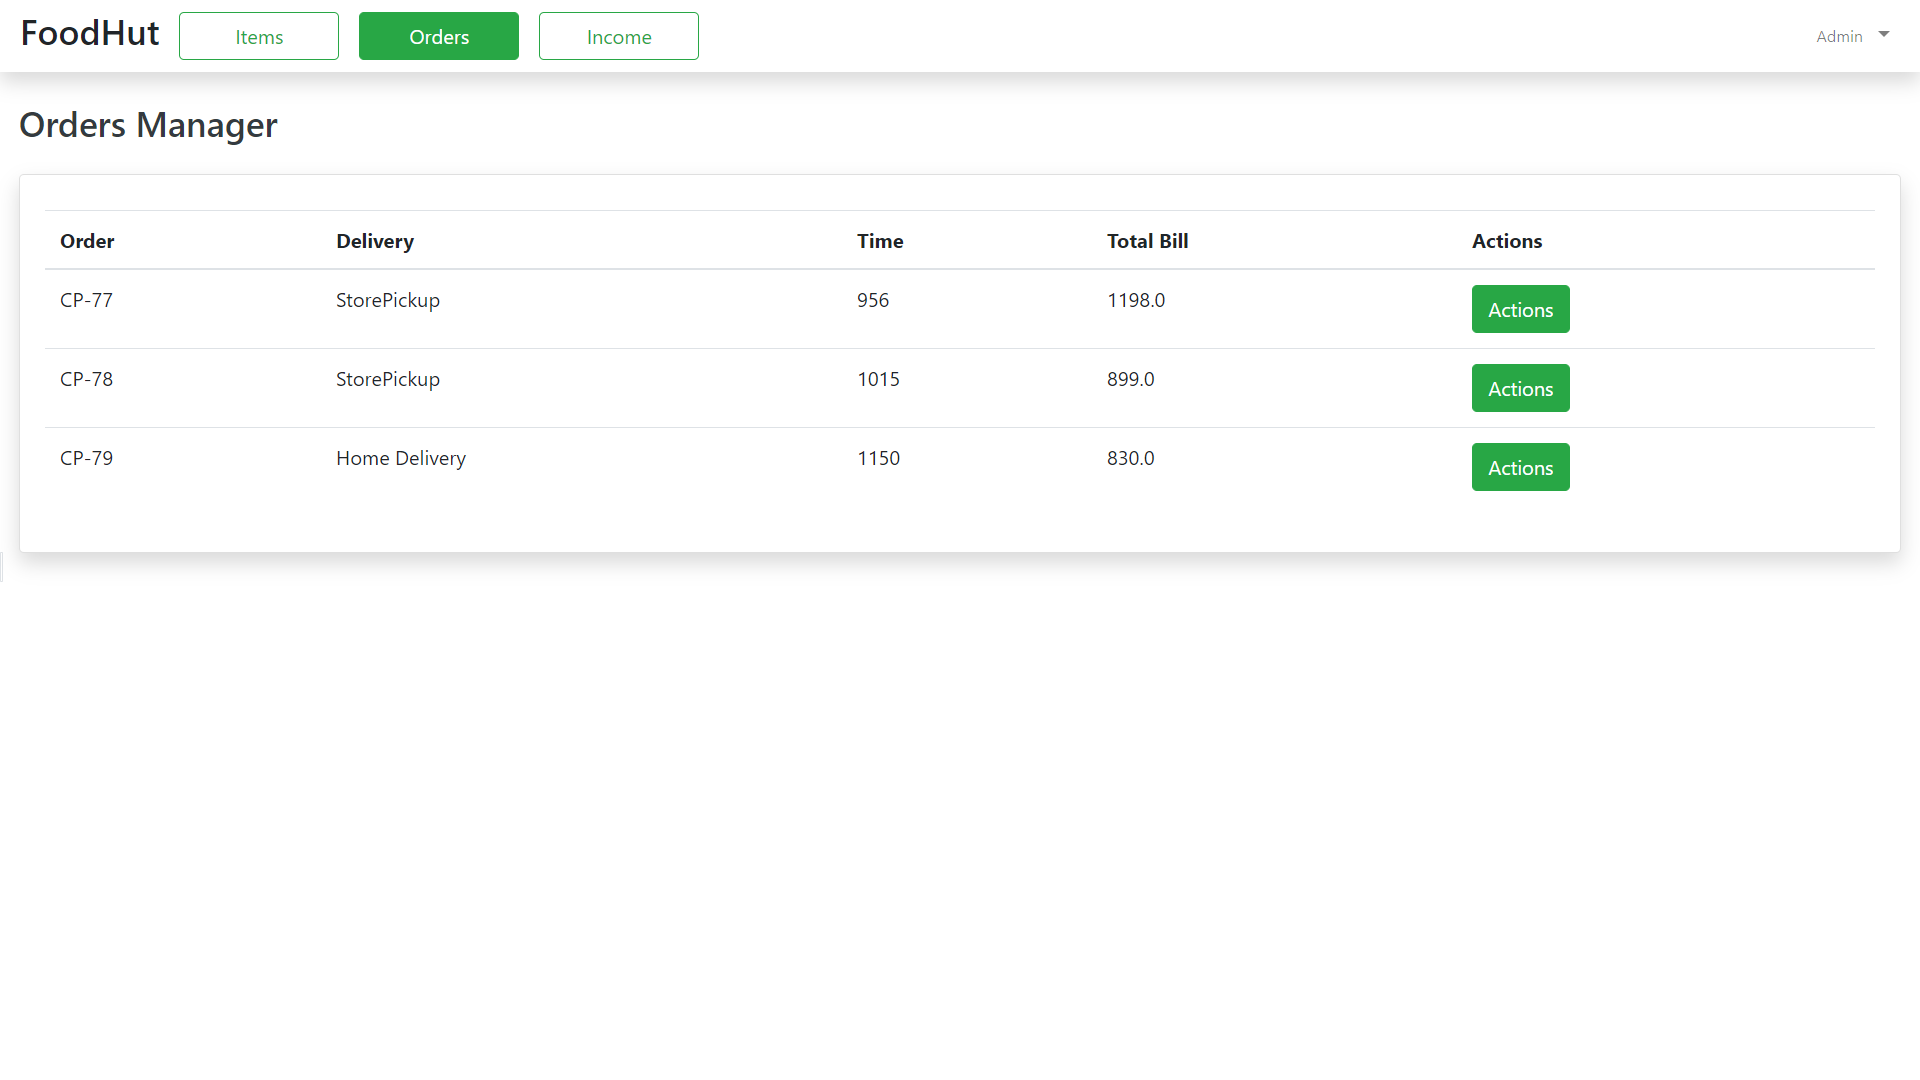 FoodHut Items Orders Income Admin
Orders Manager
Order Delivery Time Total Bill Actions
CP-77 StorePickup 956 1198.0 Actions
CP-78 StorePickup 1015 899.0 Actions
CP-79 Home Delivery 1150 830.0 Actions